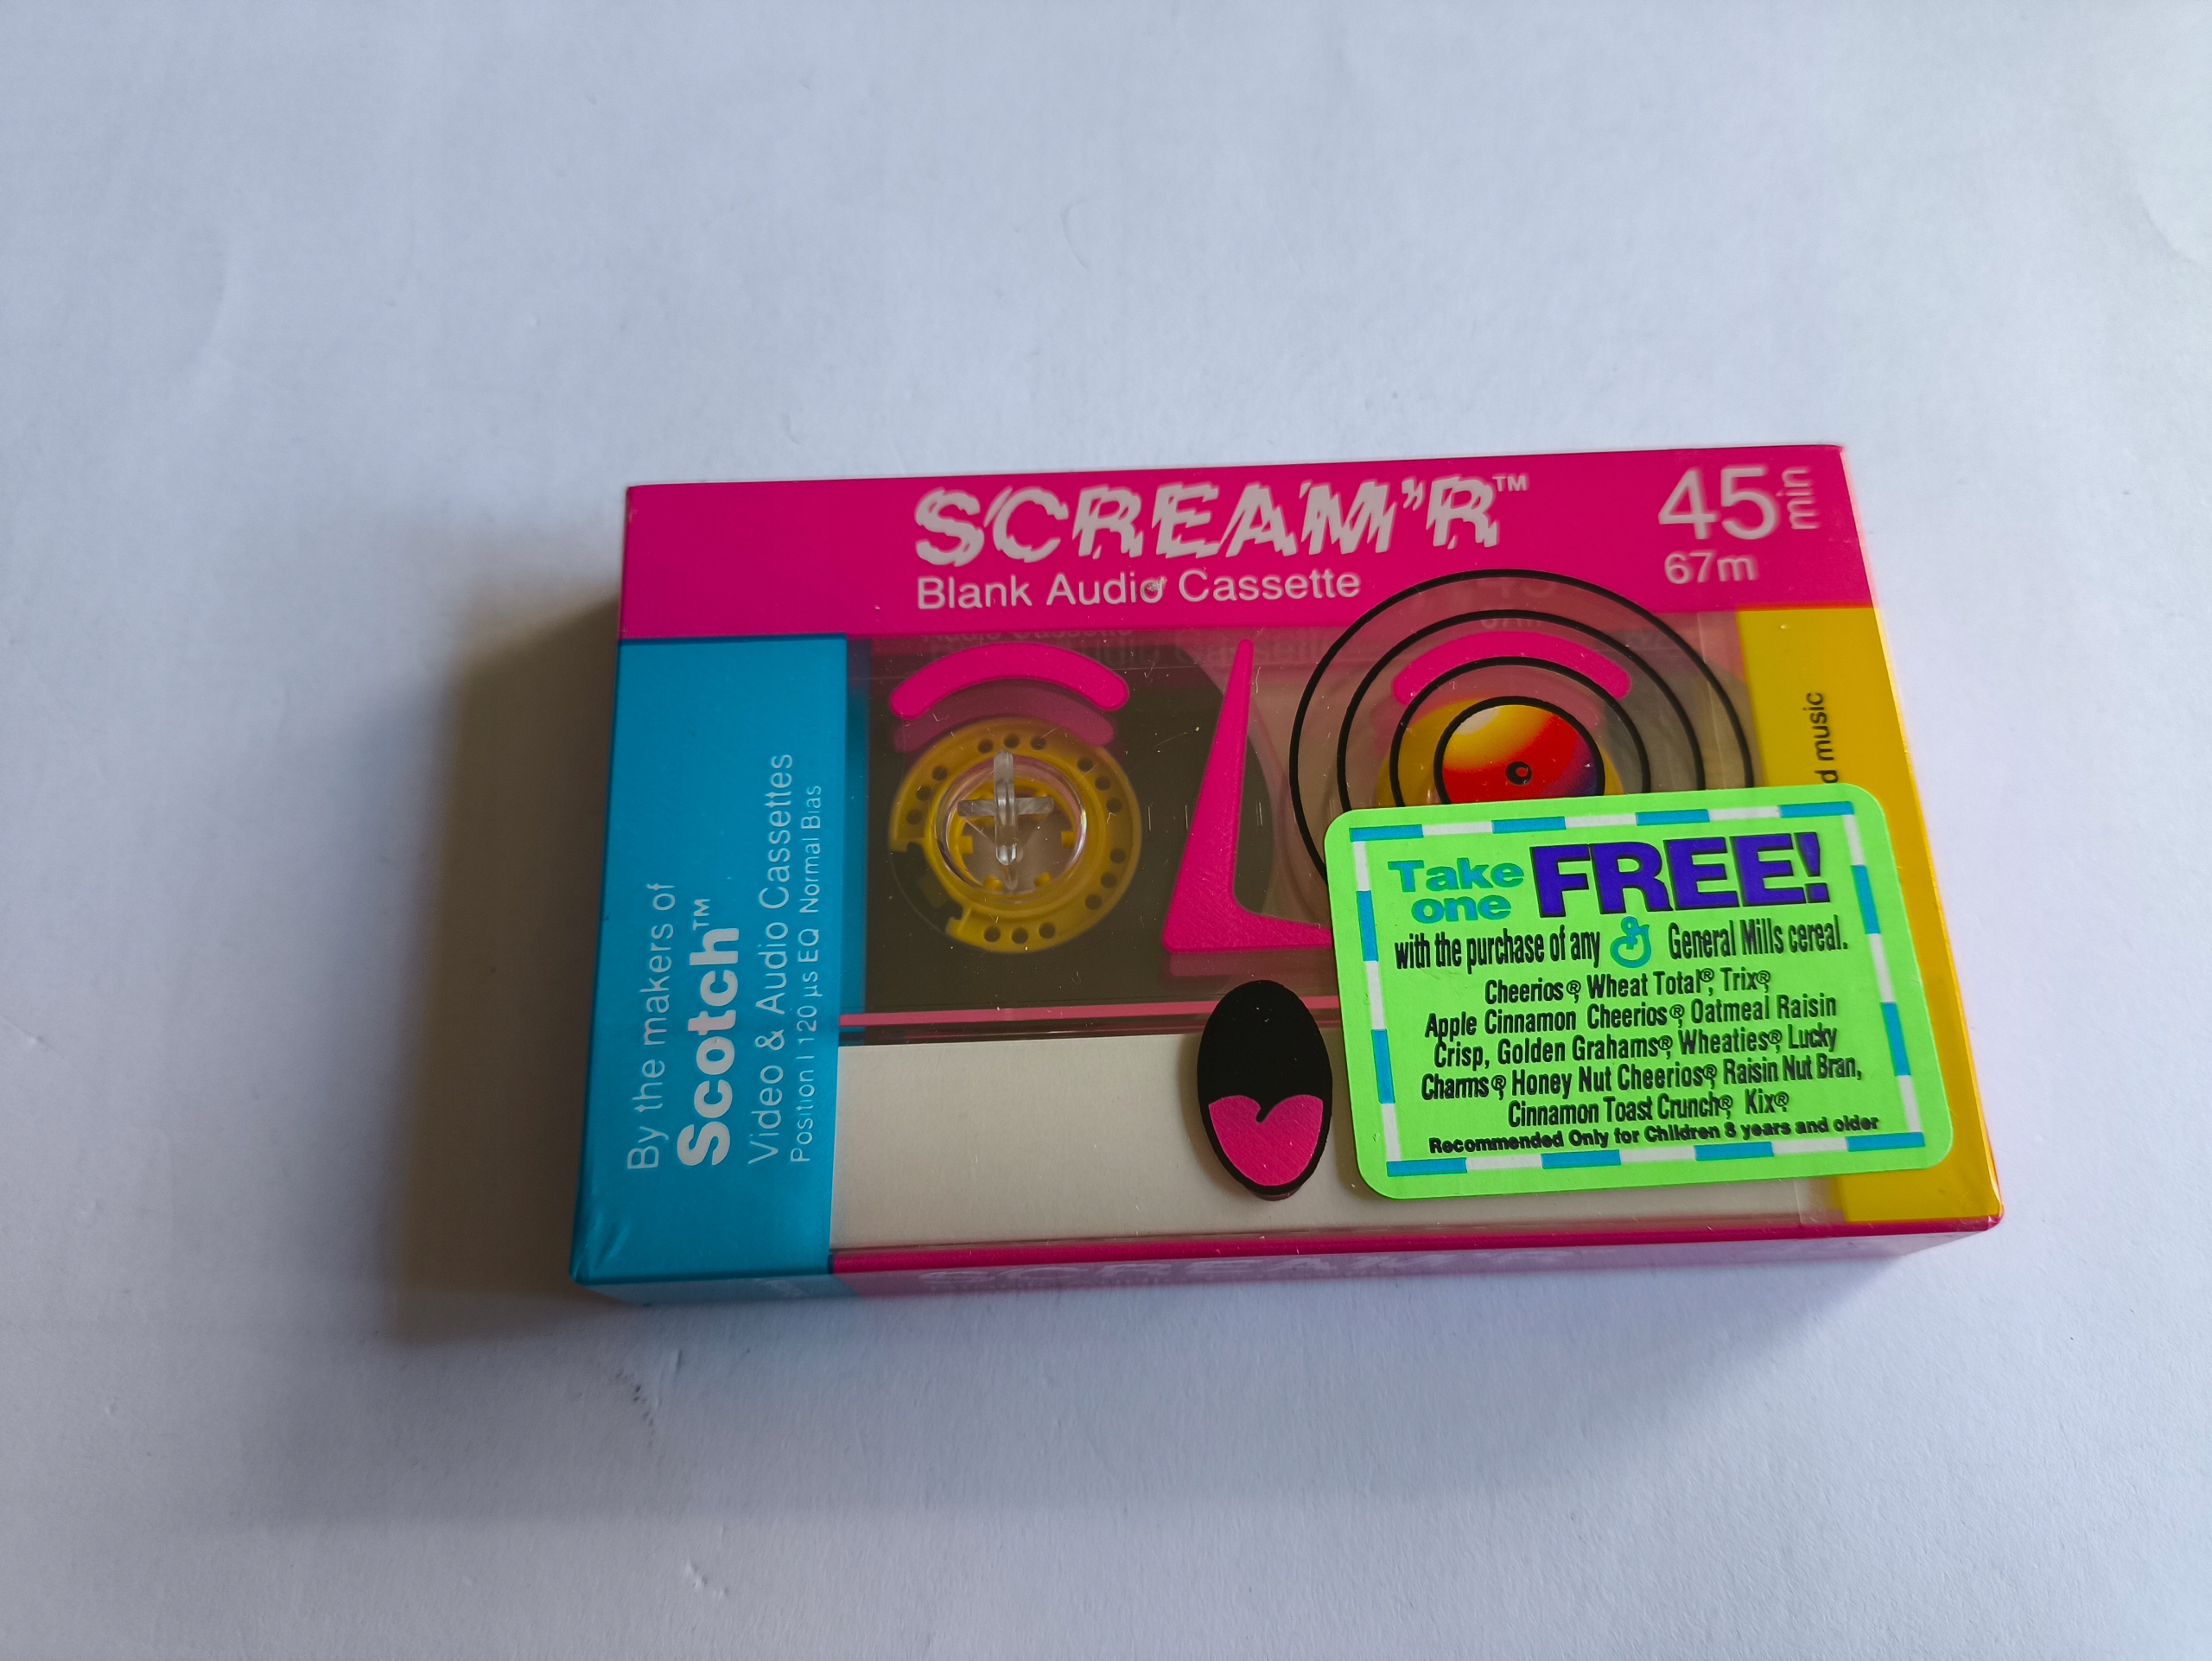 SCREAM'R™
Blank Audio Cassette
45 min
67m
By the makers of
Scotch™
Video & Audio Cassettes
Position I 120 µs EQ Normal Bias
music
Take one FREE!
with the purchase of any G General Mills cereal.
Cheerios®, Wheat Total®, Trix®
Apple Cinnamon Cheerios®, Oatmeal Raisin
Crisp, Golden Grahams®, Wheaties®, Lucky
Charms®, Honey Nut Cheerios®, Raisin Nut Bran,
Cinnamon Toast Crunch®, Kix®
Recommended Only for Children 8 years and older